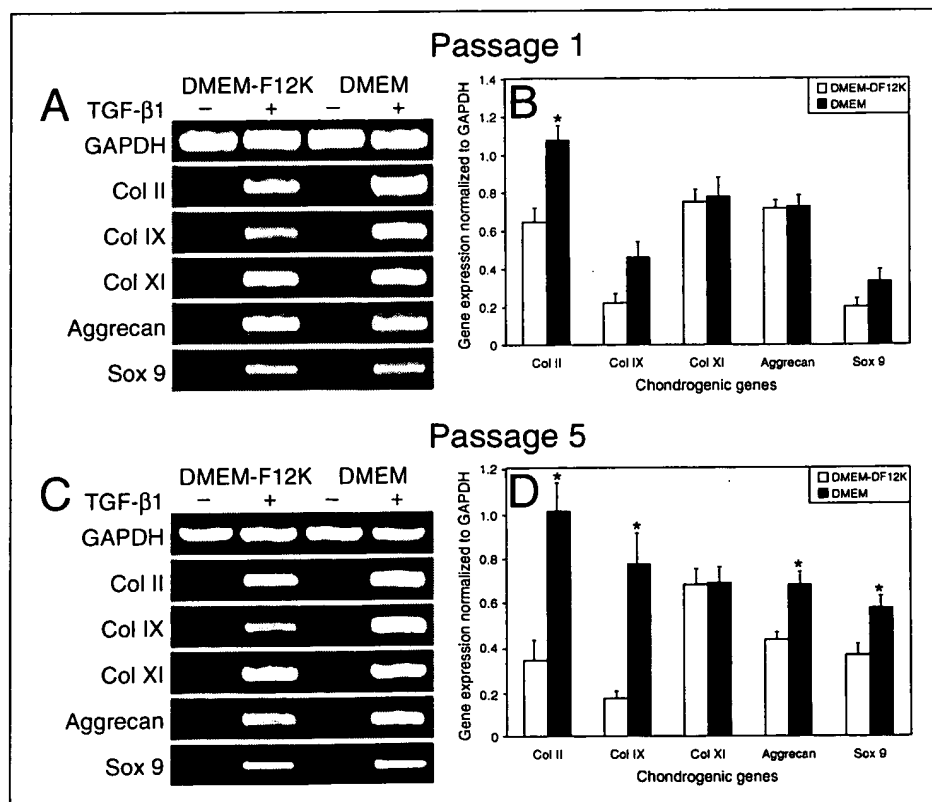 Passage 1
A
DMEM-F12K DMEM
TGF-β1 – + – +
GAPDH
Col II
Col IX
Col XI
Aggrecan
Sox 9
B
Gene expression normalized to GAPDH
1.4
1.2
1.0
0.8
0.6
0.4
0.2
0
DMEM-DF12K
DMEM
*
Col II Col IX Col XI Aggrecan Sox 9
Chondrogenic genes
Passage 5
C
DMEM-F12K DMEM
TGF-β1 – + – +
GAPDH
Col II
Col IX
Col XI
Aggrecan
Sox 9
D
Gene expression normalized to GAPDH
1.2
1.0
0.8
0.6
0.4
0.2
0
DMEM-DF12K
DMEM
* * * *
Col II Col IX Col XI Aggrecan Sox 9
Chondrogenic genes